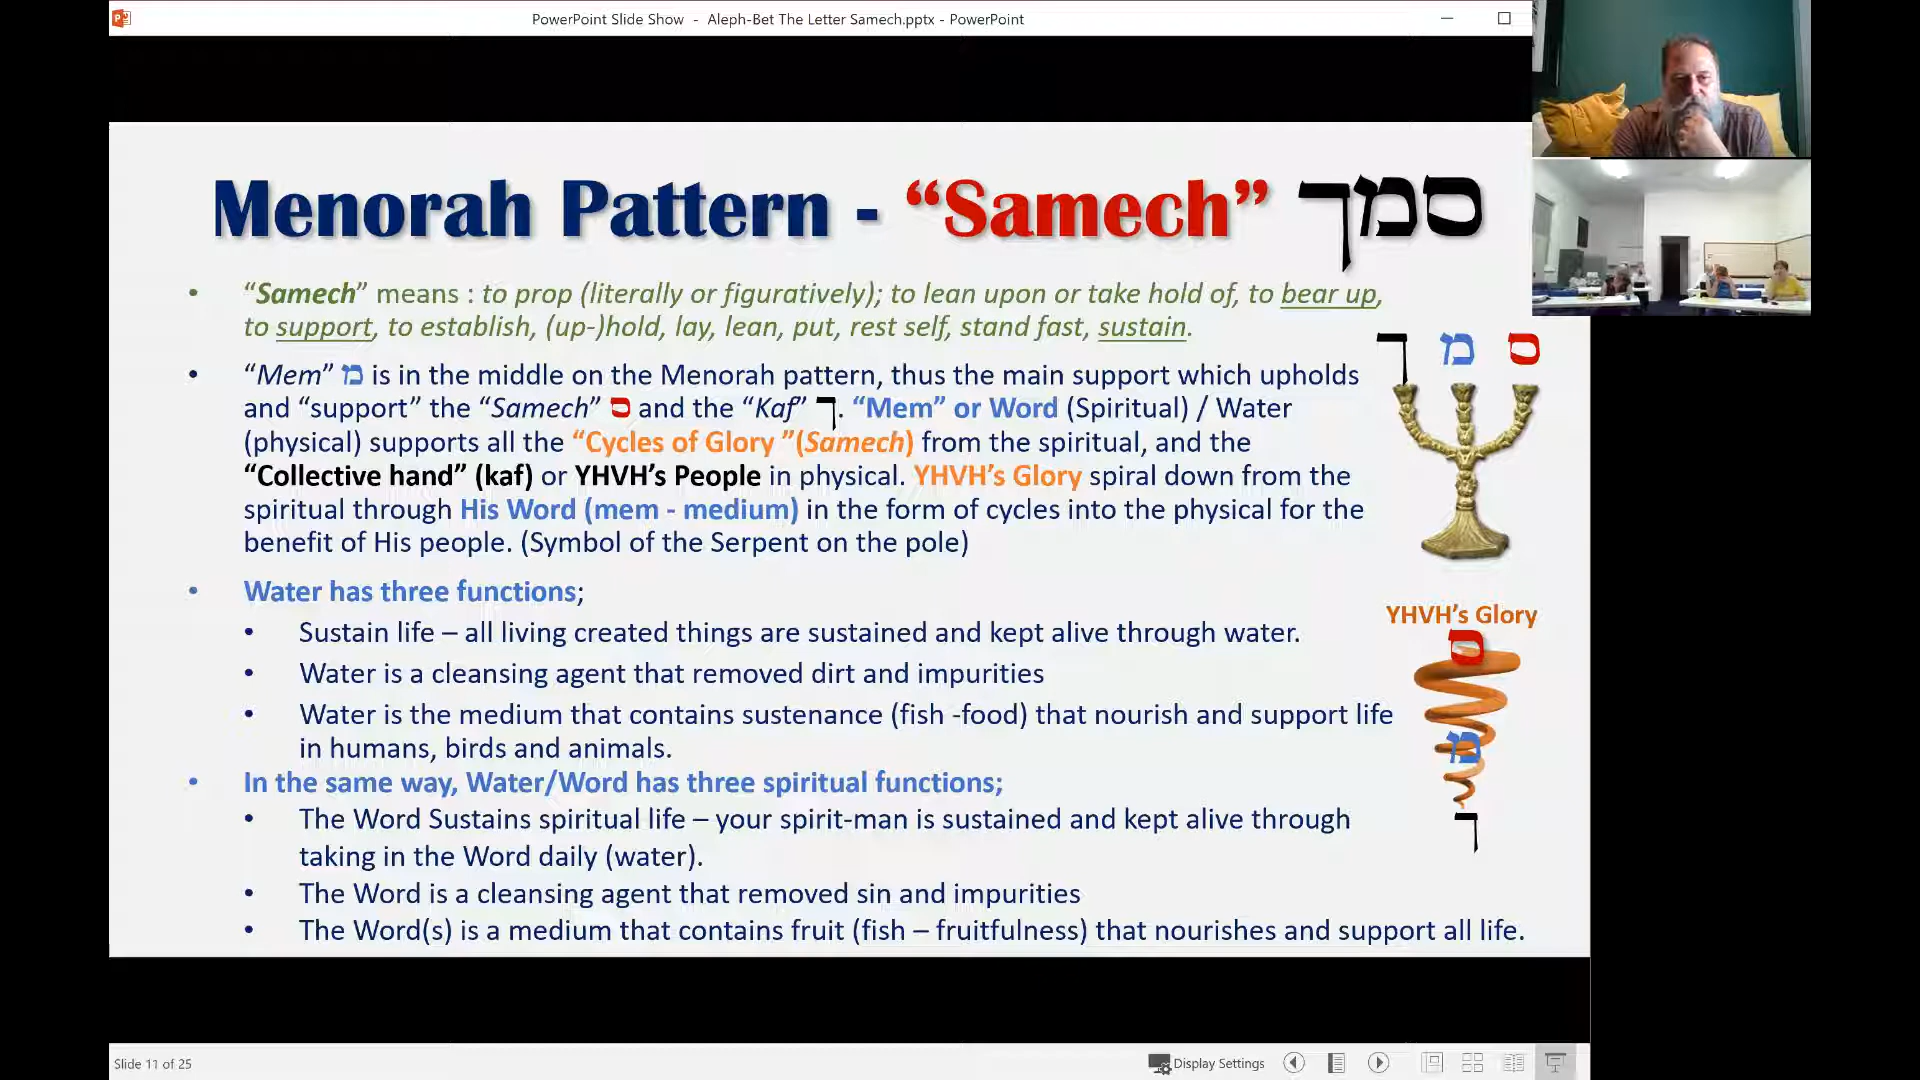 PowerPoint Slide Show - Aleph-Bet The Letter Samech.pptx - PowerPoint
Menorah Pattern - “Samech” סמך
• “Samech” means : to prop (literally or figuratively); to lean upon or take hold of, to bear up,
to support, to establish, (up-)hold, lay, lean, put, rest self, stand fast, sustain.
ך מ ס
• “Mem” מ is in the middle on the Menorah pattern, thus the main support which upholds
and “support” the “Samech” ס and the “Kaf” ך. “Mem” or Word (Spiritual) / Water
(physical) supports all the “Cycles of Glory ”(Samech) from the spiritual, and the
“Collective hand” (kaf) or YHVH’s People in physical. YHVH’s Glory spiral down from the
spiritual through His Word (mem - medium) in the form of cycles into the physical for the
benefit of His people. (Symbol of the Serpent on the pole)
• Water has three functions;
• Sustain life – all living created things are sustained and kept alive through water.
• Water is a cleansing agent that removed dirt and impurities
• Water is the medium that contains sustenance (fish -food) that nourish and support life
in humans, birds and animals.
• In the same way, Water/Word has three spiritual functions;
• The Word Sustains spiritual life – your spirit-man is sustained and kept alive through
taking in the Word daily (water).
• The Word is a cleansing agent that removed sin and impurities
• The Word(s) is a medium that contains fruit (fish – fruitfulness) that nourishes and support all life.
YHVH’s Glory
ס
מ
ך
Slide 11 of 25
Display Settings